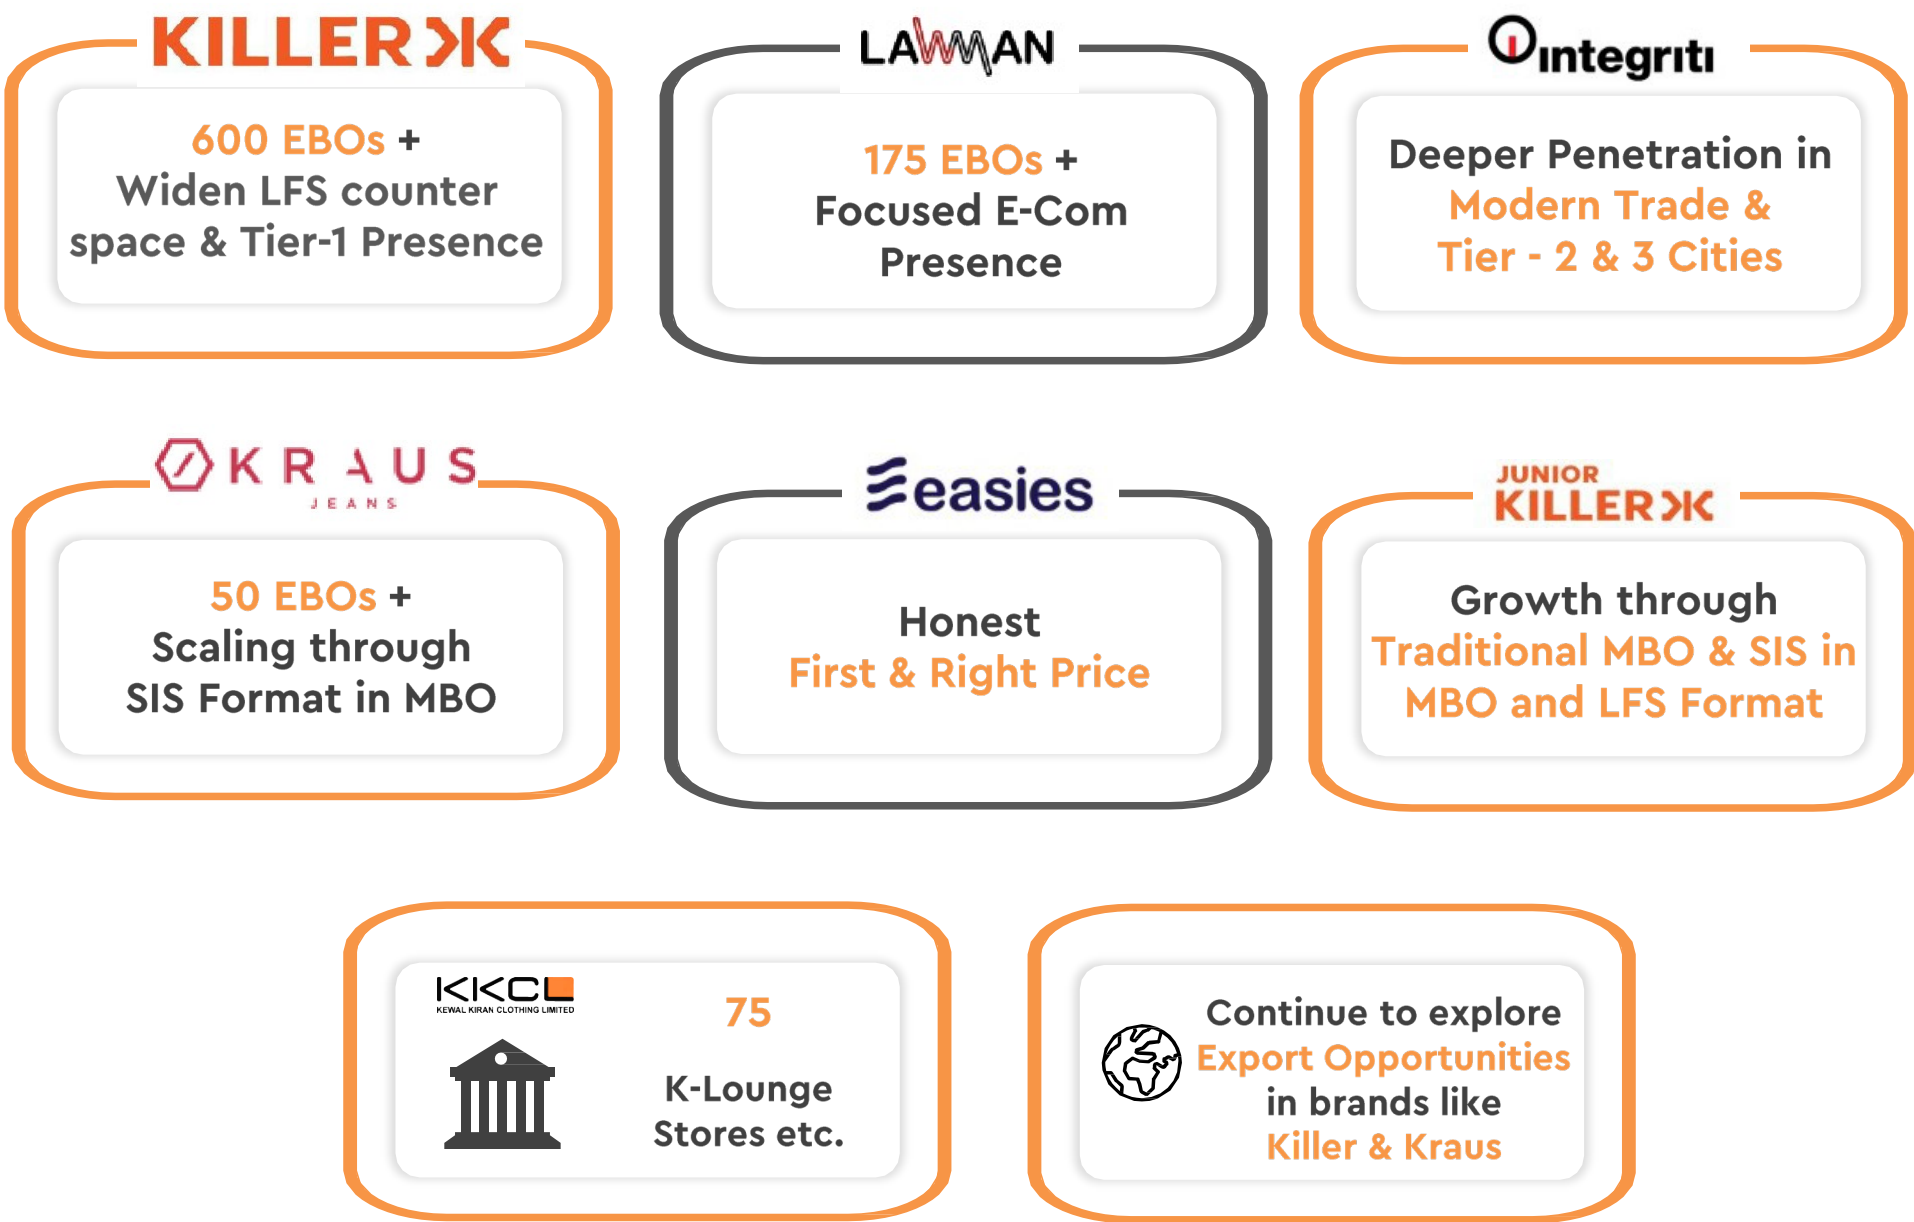 KILLER
600 EBOs +
Widen LFS counter
space & Tier-1 Presence
LAWMAN
175 EBOs +
Focused E-Com
Presence
integriti
Deeper Penetration in
Modern Trade &
Tier - 2 & 3 Cities
KRAUS
JEANS
50 EBOs +
Scaling through
SIS Format in MBO
easies
Honest
First & Right Price
JUNIOR
KILLER
Growth through
Traditional MBO & SIS in
MBO and LFS Format
KKCL
KEWAL KIRAN CLOTHING LIMITED
75
K-Lounge
Stores etc.
Continue to explore
Export Opportunities
in brands like
Killer & Kraus